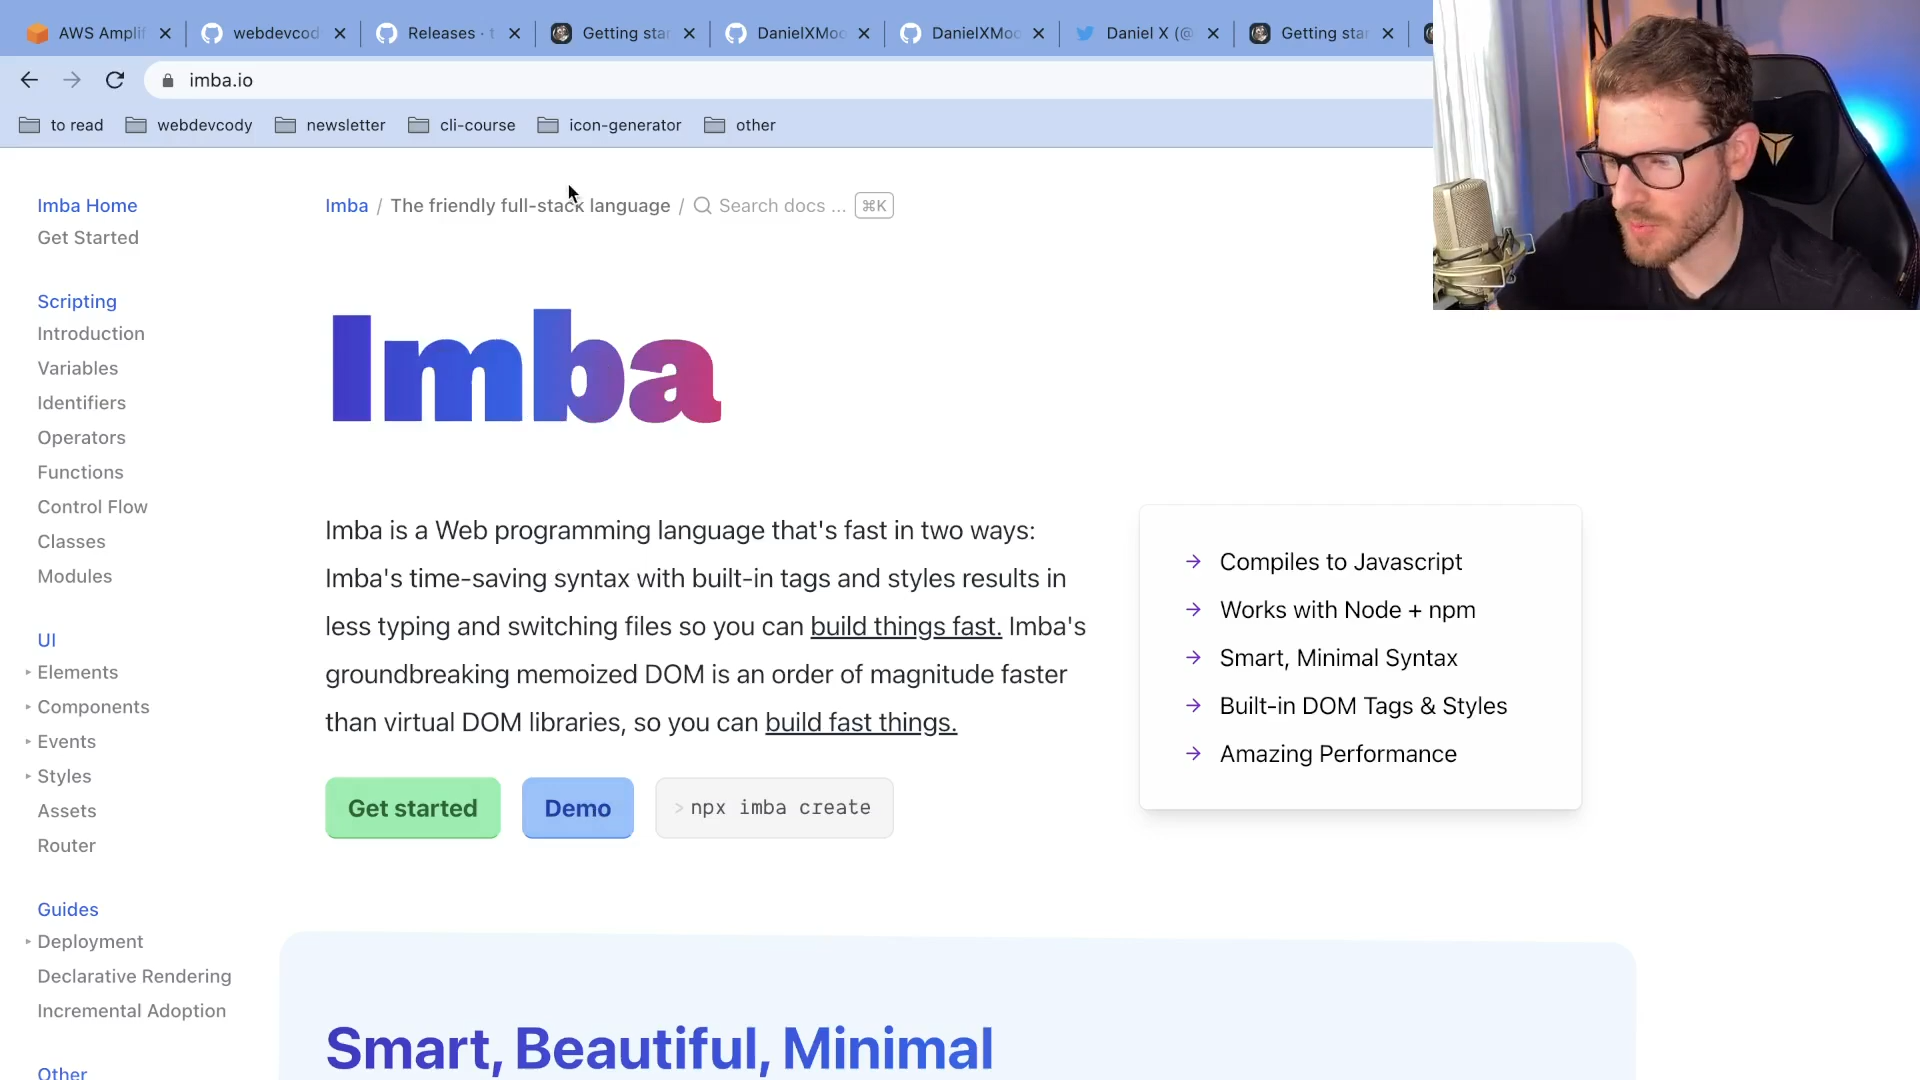 AWS Amplif
webdevcod
Releases · t
Getting star
DanielXMoo
DanielXMoo
Daniel X (@
Getting star
imba.io
to read
webdevcody
newsletter
cli-course
icon-generator
other
Imba Home
Get Started
Scripting
Introduction
Variables
Identifiers
Operators
Functions
Control Flow
Classes
Modules
UI
Elements
Components
Events
Styles
Assets
Router
Guides
Deployment
Declarative Rendering
Incremental Adoption
Other
Imba / The friendly full-stack language / Search docs ... ⌘K
Imba
Imba is a Web programming language that's fast in two ways:
Imba's time-saving syntax with built-in tags and styles results in
less typing and switching files so you can build things fast. Imba's
groundbreaking memoized DOM is an order of magnitude faster
than virtual DOM libraries, so you can build fast things.
Get started
Demo
> npx imba create
→ Compiles to Javascript
→ Works with Node + npm
→ Smart, Minimal Syntax
→ Built-in DOM Tags & Styles
→ Amazing Performance
Smart, Beautiful, Minimal